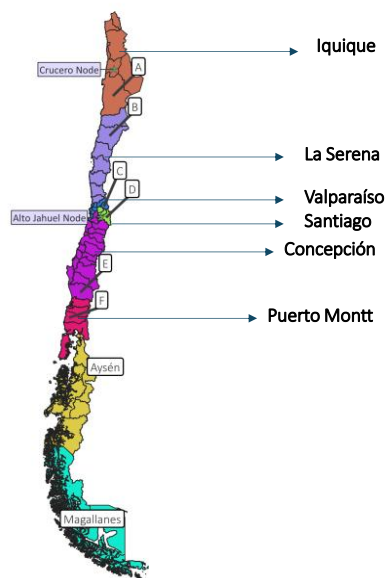 Iquique
Crucero Node
A
B
La Serena
C
D
Valparaíso
Alto Jahuel Node
Santiago
Concepción
E
F
Puerto Montt
Aysén
Magallanes